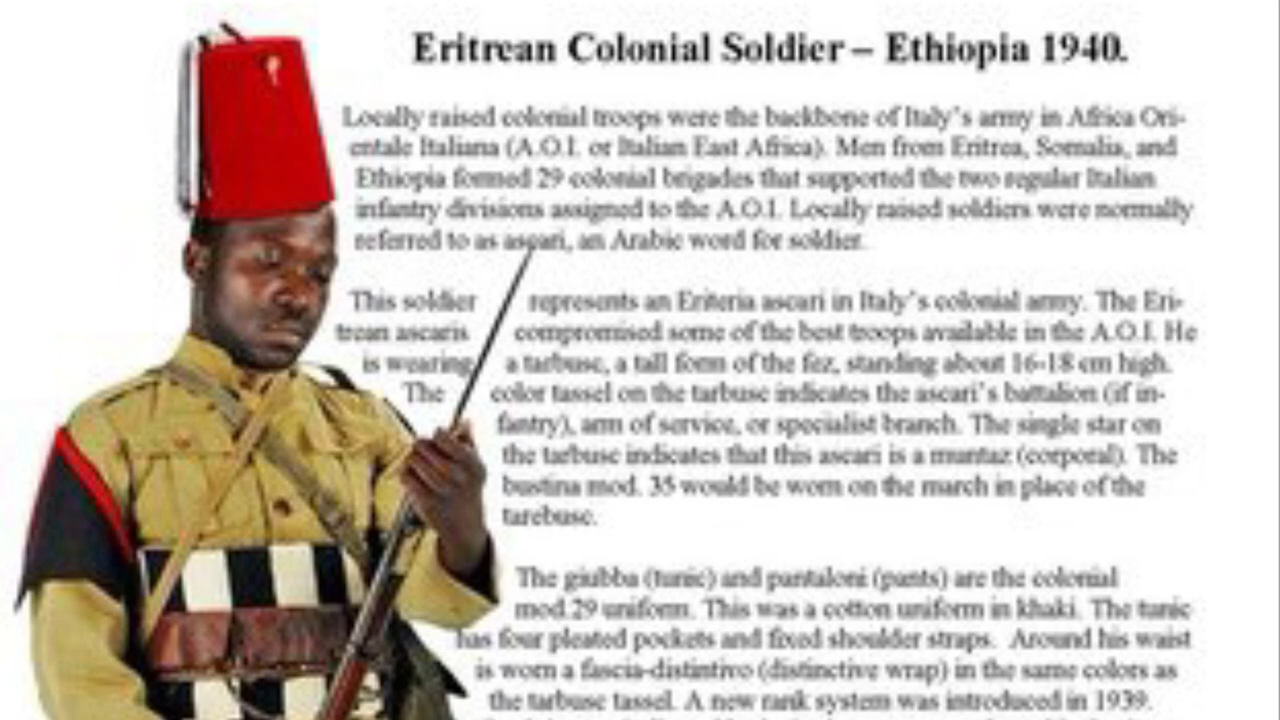 Eritrean Colonial Soldier – Ethiopia 1940.
Locally raised colonial troops were the backbone of Italy's army in Africa Ori-
entale Italiana (A.O.I. or Italian East Africa). Men from Eritrea, Somalia, and
Ethiopia formed 29 colonial brigades that supported the two regular Italian
infantry divisions assigned to the A.O.I. Locally raised soldiers were normally
referred to as ascari, an Arabic word for soldier.
This soldier represents an Eriteria ascari in Italy's colonial army. The Eri-
trean ascaris compromised some of the best troops available in the A.O.I. He
is wearing a tarbusc, a tall form of the fez, standing about 16-18 cm high.
The color tassel on the tarbusc indicates the ascari's battalion (if in-
fantry), arm of service, or specialist branch. The single star on
the tarbusc indicates that this ascari is a muntaz (corporal). The
bustina mod. 35 would be worn on the march in place of the
tarebusc.
The giubba (tunic) and pantaloni (pants) are the colonial
mod.29 uniform. This was a cotton uniform in khaki. The tunic
has four pleated pockets and fixed shoulder straps. Around his waist
is worn a fascia-distintivo (distinctive wrap) in the same colors as
the tarbusc tassel. A new rank system was introduced in 1939.